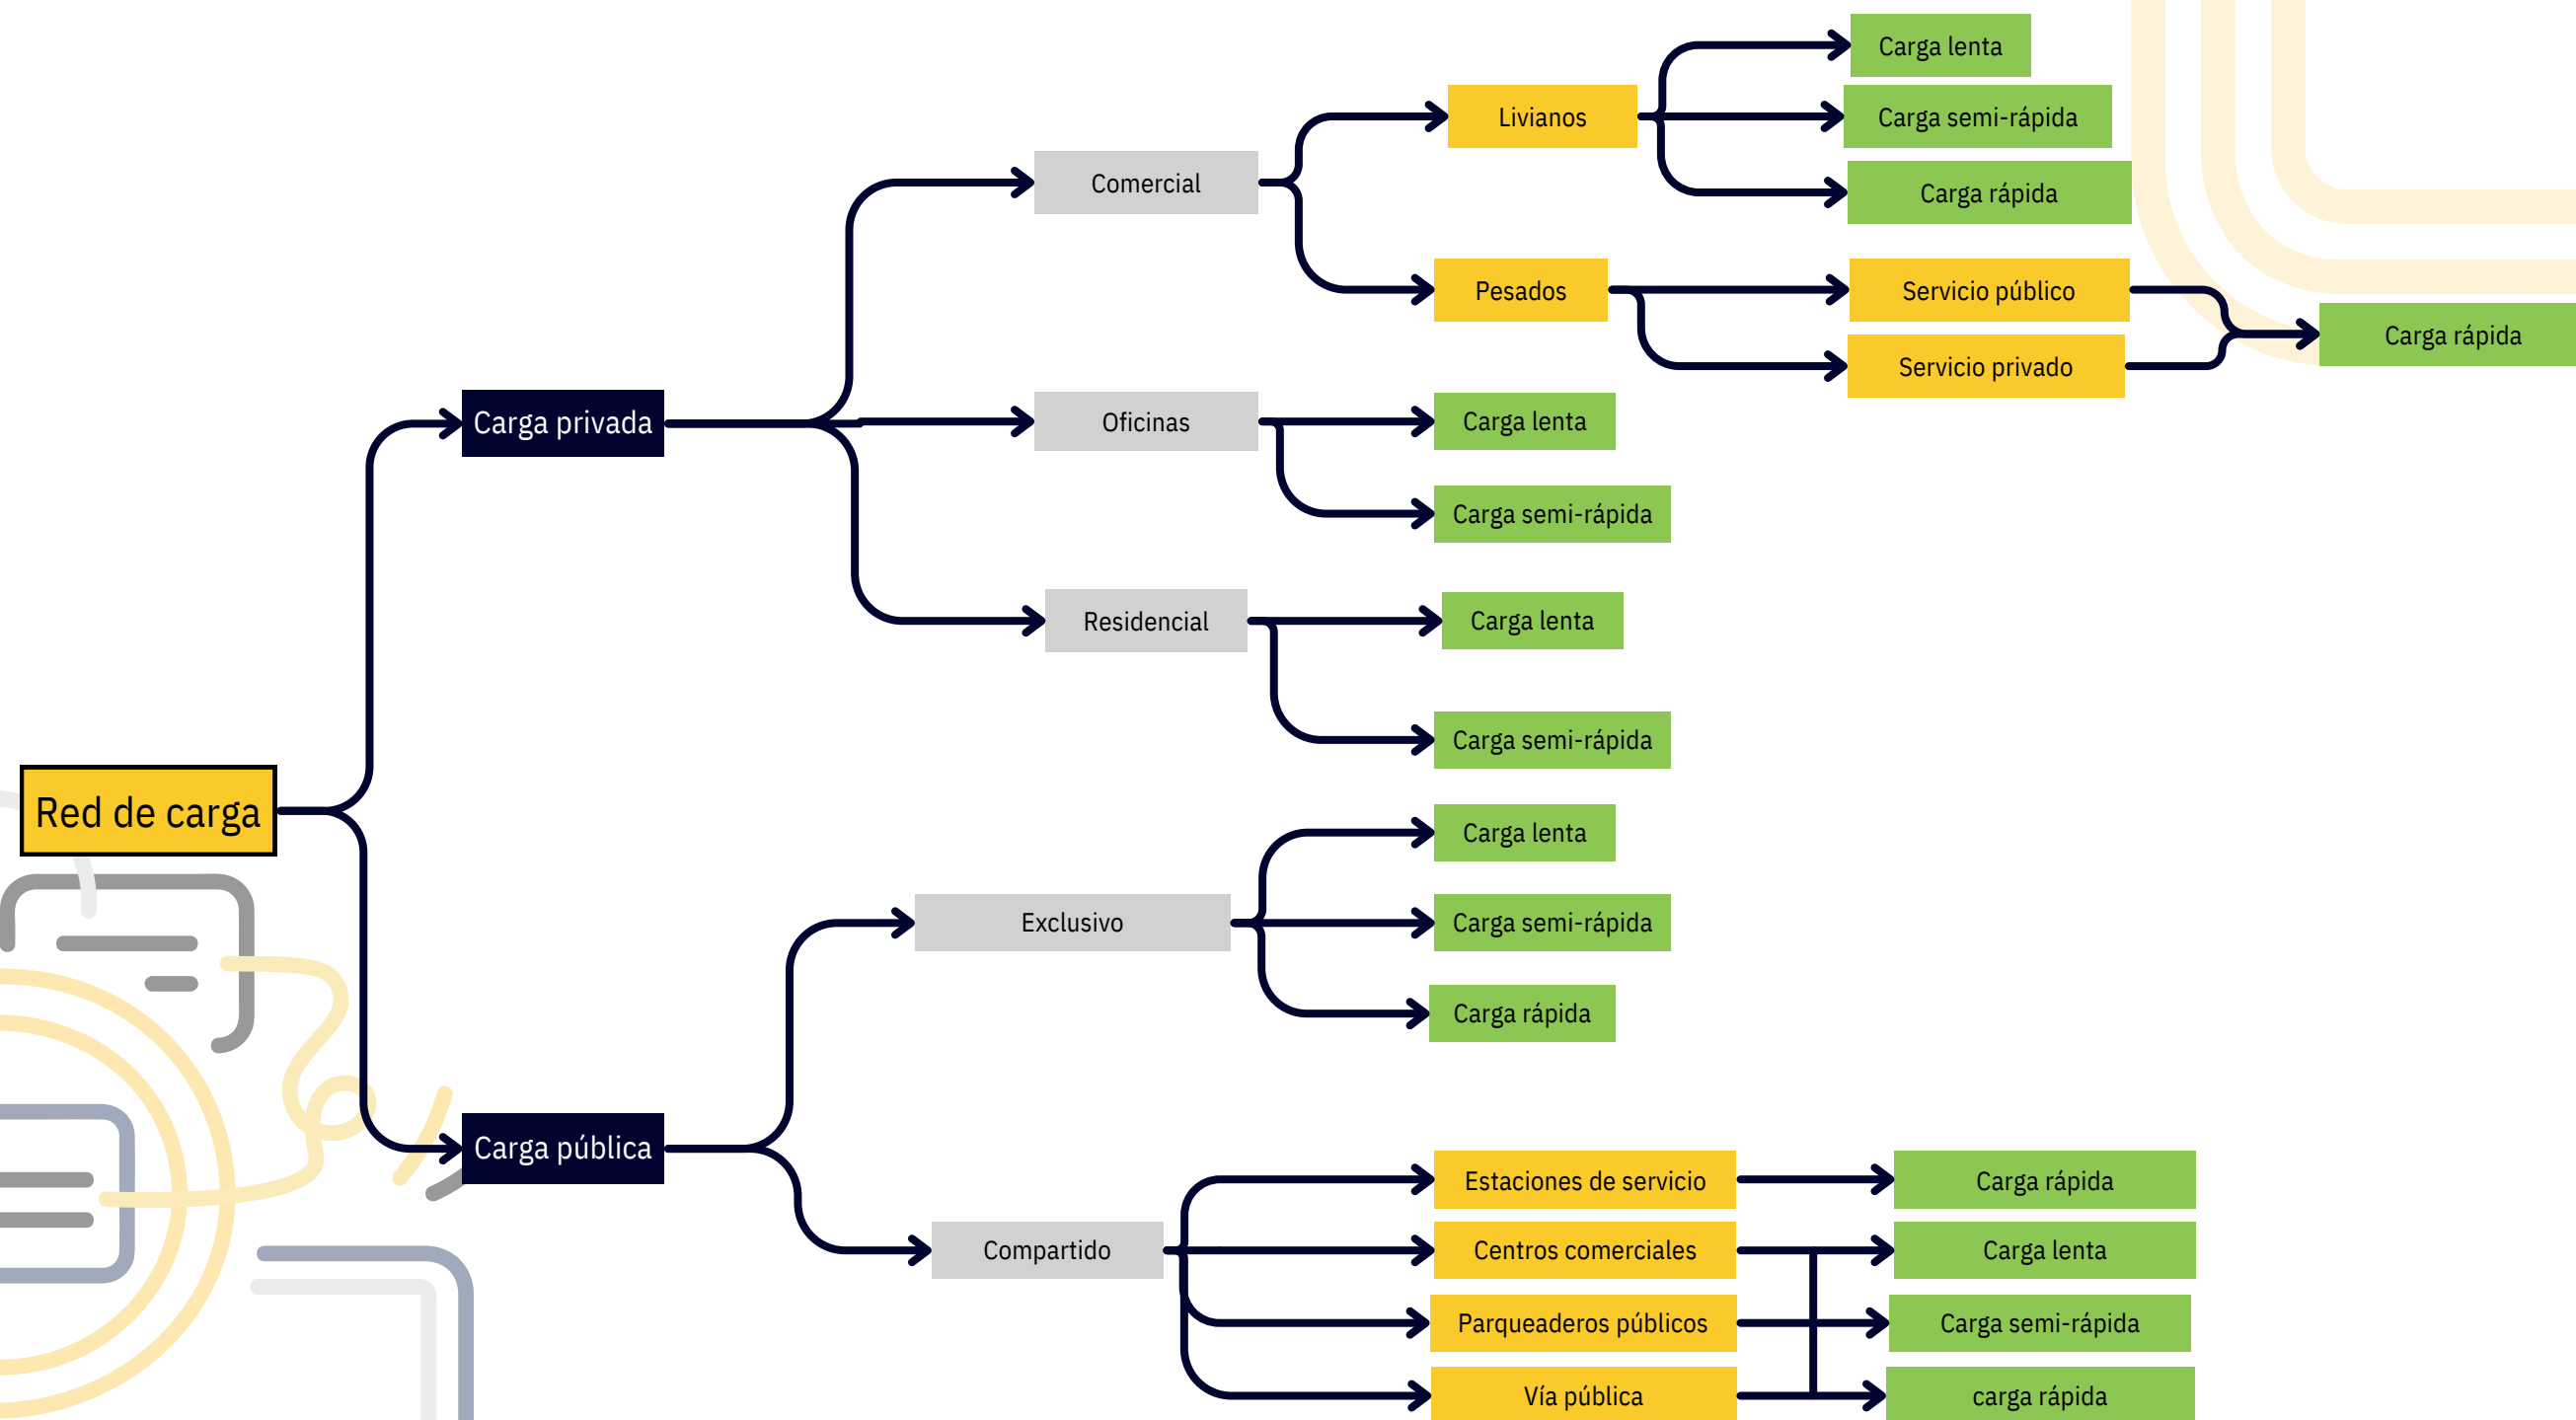 Red de carga
Carga privada
Comercial
Livianos
Carga lenta
Carga semi-rápida
Carga rápida
Pesados
Servicio público
Servicio privado
Carga rápida
Oficinas
Carga lenta
Carga semi-rápida
Residencial
Carga lenta
Carga semi-rápida
Carga pública
Exclusivo
Carga lenta
Carga semi-rápida
Carga rápida
Compartido
Estaciones de servicio
Carga rápida
Centros comerciales
Carga lenta
Parqueaderos públicos
Carga semi-rápida
Vía pública
carga rápida